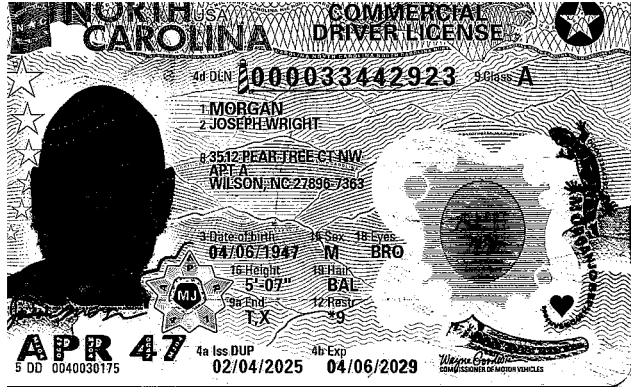 NORTH USA
CAROLINA
COMMERCIAL
DRIVER LICENSE
4d DLN 000033442923 9 Class A
1 MORGAN
2 JOSEPH WRIGHT
8 3512 PEAR TREE CT NW
APT A
WILSON, NC 27896-7363
3 Date of birth 15 Sex 18 Eyes
04/06/1947 M BRO
16 Height 19 Hair
5'-07" BAL
9a End 12 Restr
T,X *9
MJ
APR 47
4a Iss DUP 4b Exp
02/04/2025 04/06/2029
5 DD 0040030175
COMMISSIONER OF MOTOR VEHICLES